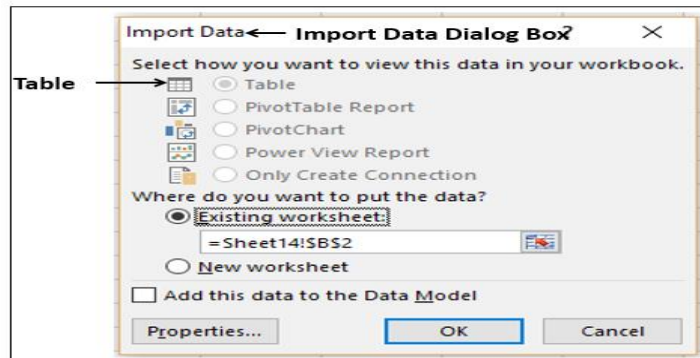 Import Data Import Data Dialog Box ?
Select how you want to view this data in your workbook.
Table Table
PivotTable Report
PivotChart
Power View Report
Only Create Connection
Where do you want to put the data?
Existing worksheet:
=Sheet14!$B$2
New worksheet
Add this data to the Data Model
Properties... OK Cancel